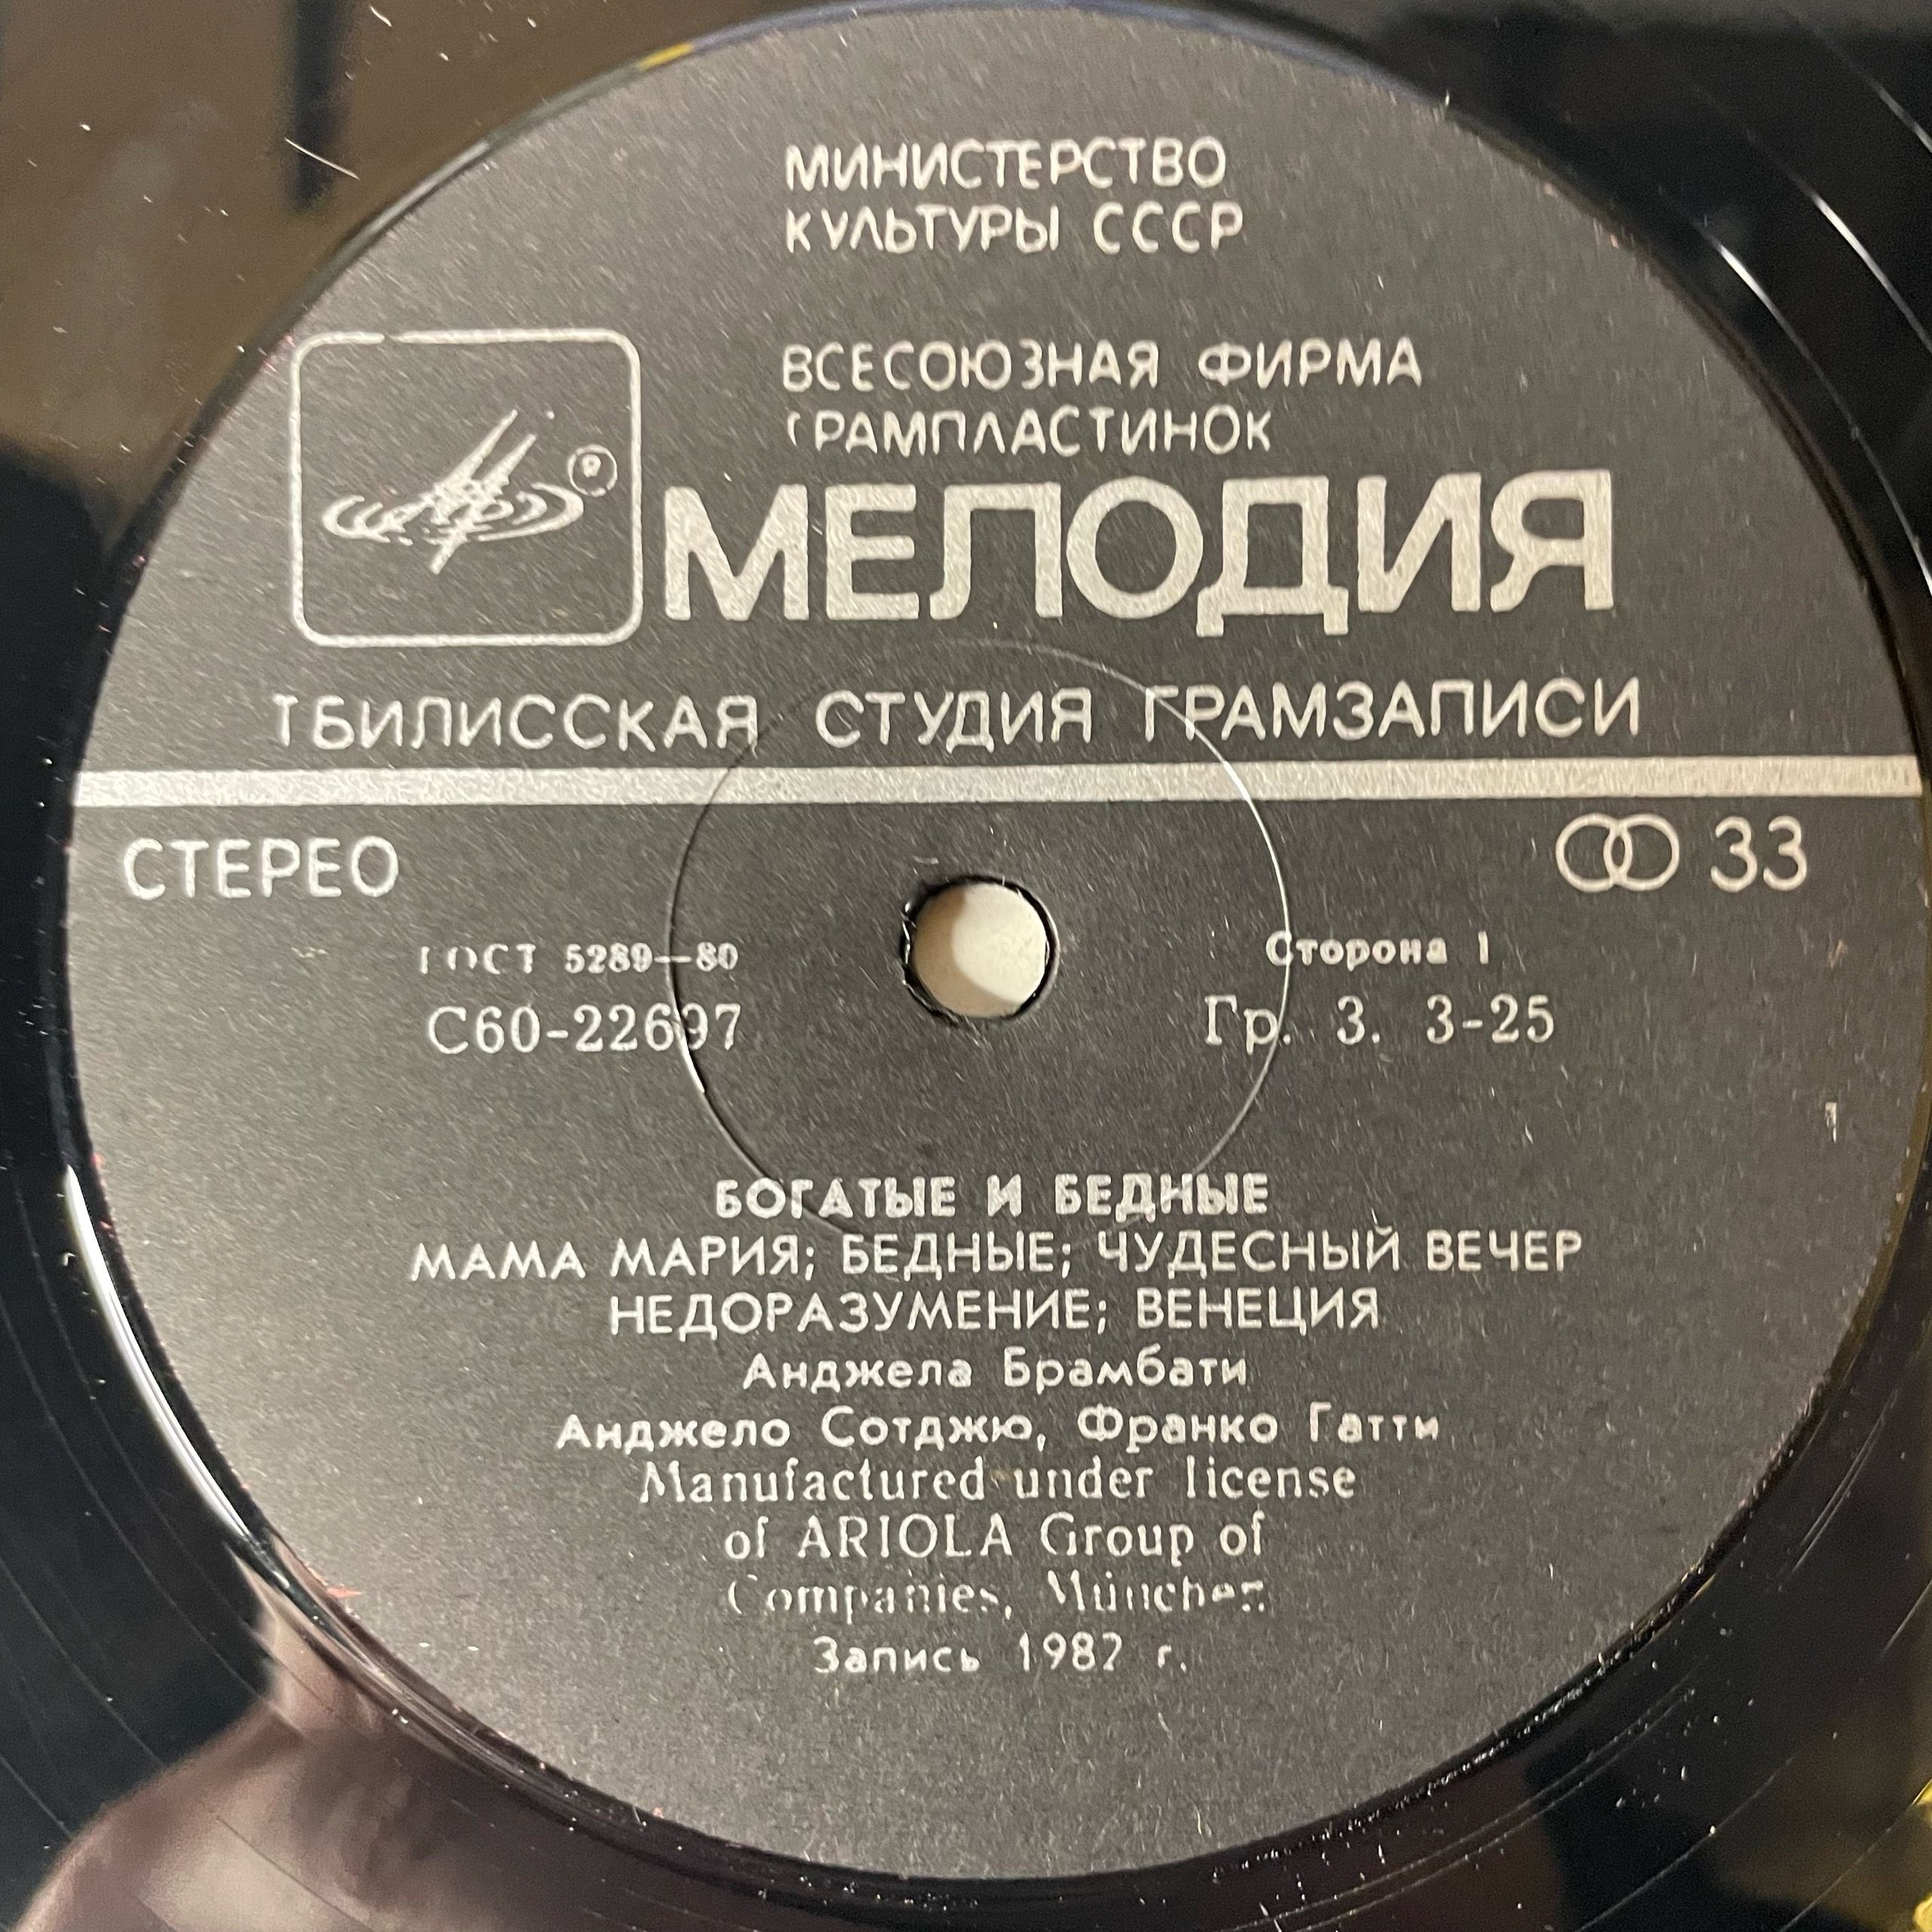 МИНИСТЕРСТВО
КУЛЬТУРЫ СССР
ВСЕСОЮЗНАЯ ФИРМА
ГРАМПЛАСТИНОК
МЕЛОДИЯ
ТБИЛИССКАЯ СТУДИЯ ГРАМЗАПИСИ
СТЕРЕО
33
ГОСТ 5289—80
Сторона 1
С60-22697
Гр. 3. 3-25
БОГАТЫЕ И БЕДНЫЕ
МАМА МАРИЯ; БЕДНЫЕ; ЧУДЕСНЫЙ ВЕЧЕР
НЕДОРАЗУМЕНИЕ; ВЕНЕЦИЯ
Анджела Брамбати
Анджело Сотджю, Франко Гатти
Manufactured under license
of ARIOLA Group of
Companies, München
Запись 1982 г.